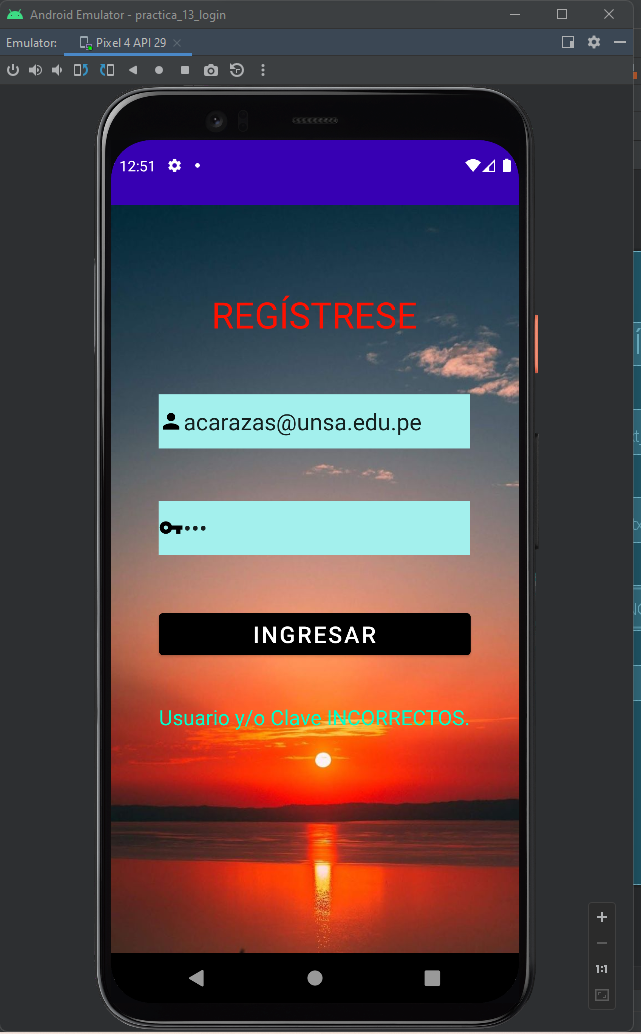 Android Emulator - practica_13_login
Emulator: Pixel 4 API 29
12:51
REGÍSTRESE
acarazas@unsa.edu.pe
INGRESAR
Usuario y/o Clave INCORRECTOS.
1:1